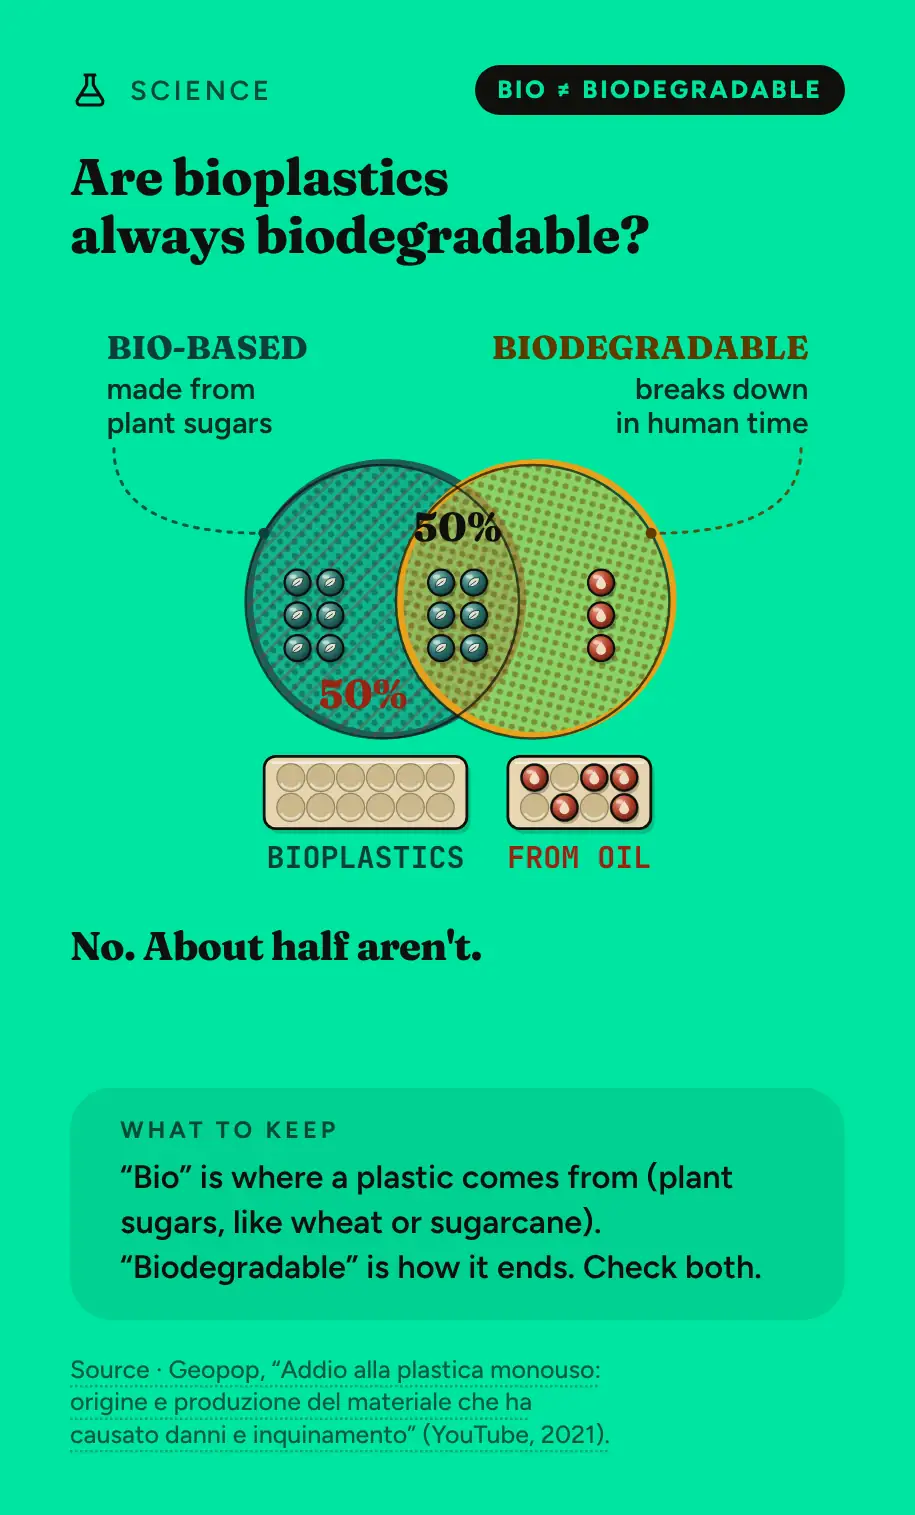 SCIENCE
BIO ≠ BIODEGRADABLE
Are bioplastics
always biodegradable?
BIO-BASED
made from
plant sugars
BIODEGRADABLE
breaks down
in human time
50%
50%
BIOPLASTICS
FROM OIL
No. About half aren't.
WHAT TO KEEP
“Bio” is where a plastic comes from (plant
sugars, like wheat or sugarcane).
“Biodegradable” is how it ends. Check both.
Source · Geopop, “Addio alla plastica monouso:
origine e produzione del materiale che ha
causato danni e inquinamento” (YouTube, 2021).